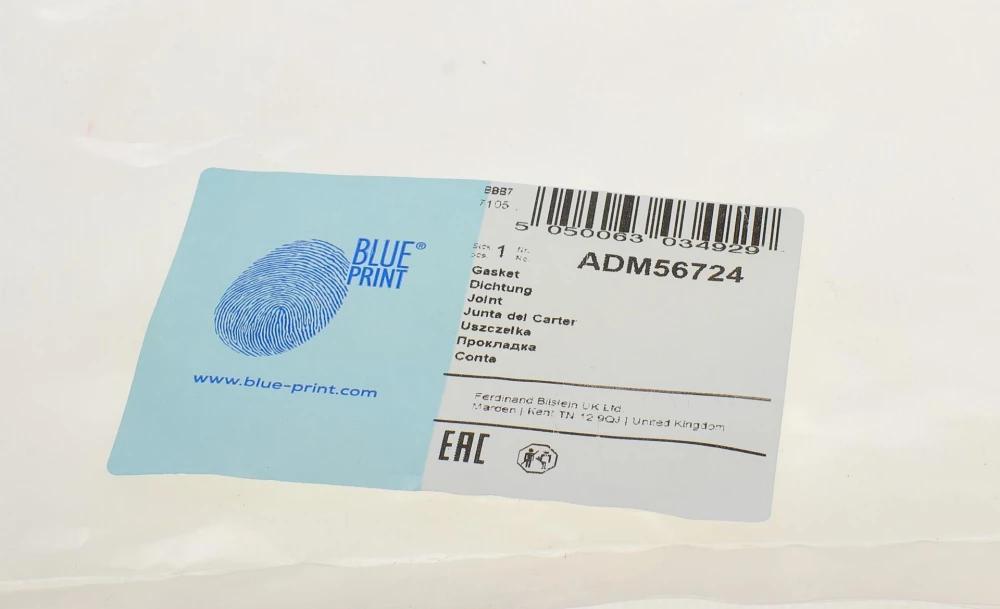 BLUE®
PRINT
www.blue-print.com
BBB7
7105
5 050063 034929
1
ADM56724
Gasket
Dichtung
Joint
Junta del Carter
Uszczelka
Прокладка
Conta
Ferdinand Bilstein UK Ltd.
Marden | Kent TN 12 9QJ | United Kingdom
EAC